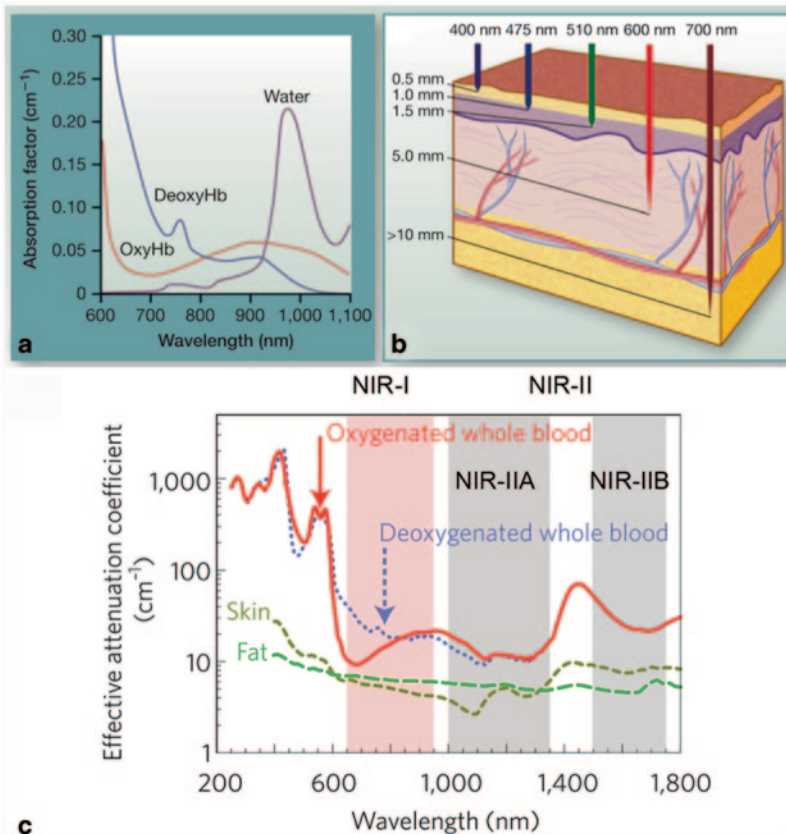 0.30
0.25
0.20
0.15
0.10
0.05
0
Absorption factor (cm⁻¹)
Water
DeoxyHb
OxyHb
600 700 800 900 1,000 1,100
Wavelength (nm)
a
400 nm 475 nm 510 nm 600 nm 700 nm
0.5 mm
1.0 mm
1.5 mm
5.0 mm
>10 mm
b
NIR-I NIR-II
Oxygenated whole blood
NIR-IIA NIR-IIB
Deoxygenated whole blood
Skin
Fat
Effective attenuation coefficient
(cm⁻¹)
1,000
100
10
1
200 600 1,000 1,400 1,800
Wavelength (nm)
c